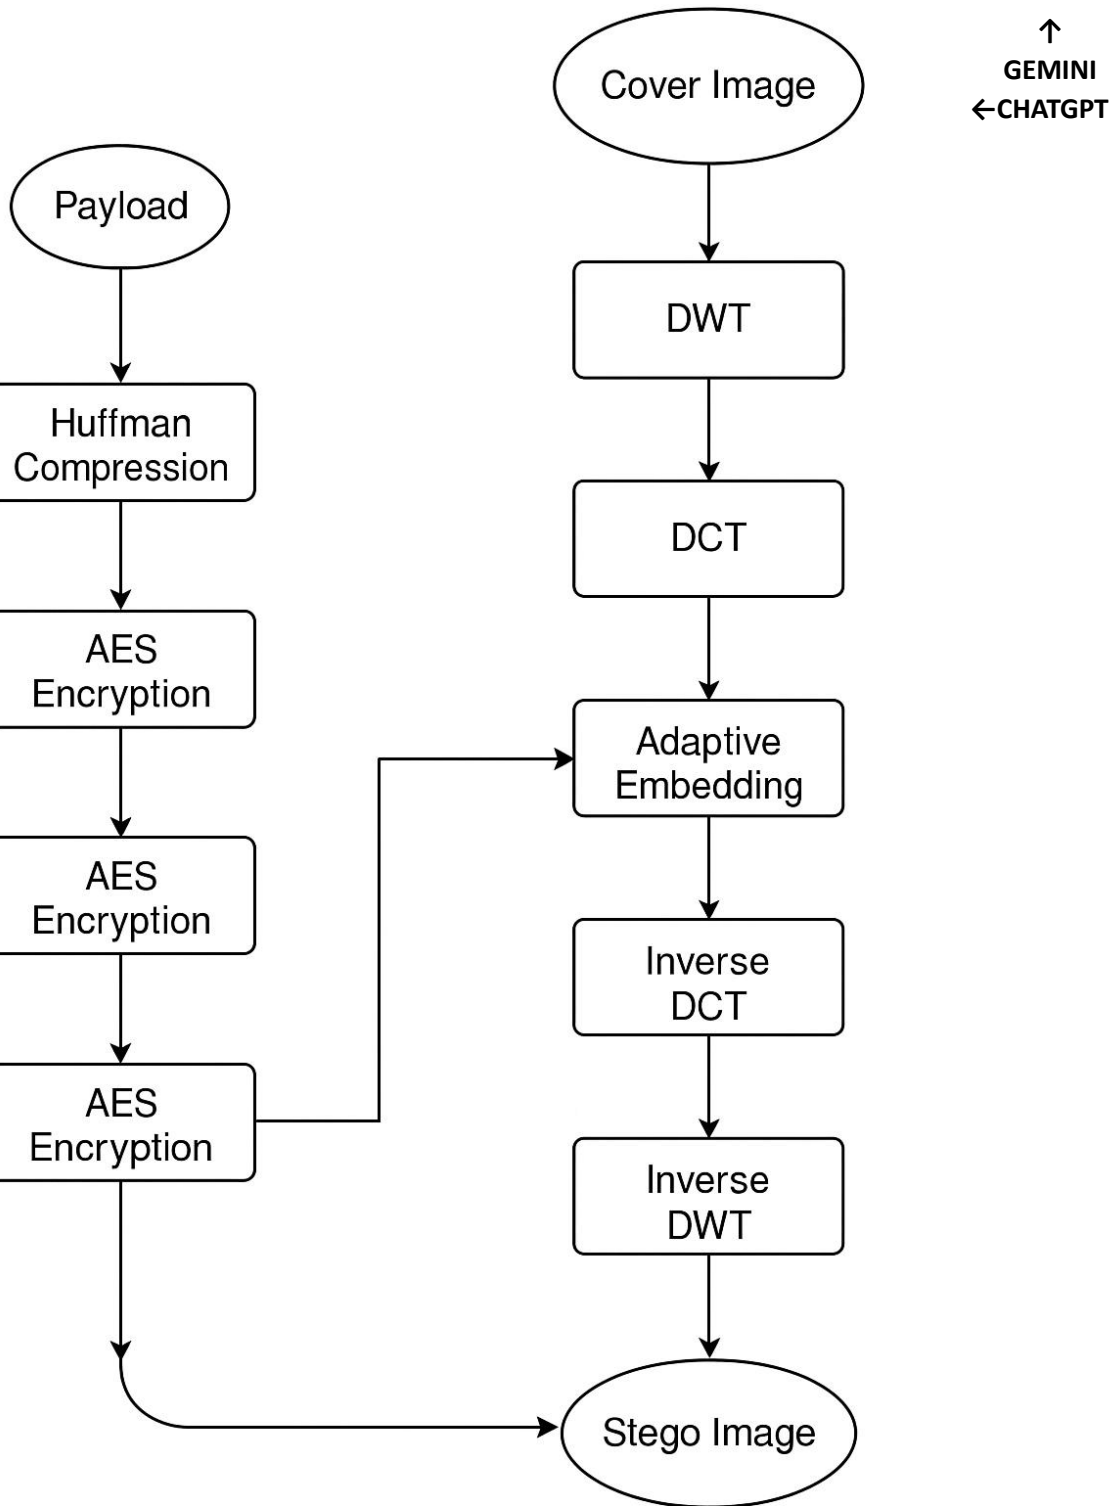 Cover Image
↑
GEMINI
←CHATGPT
Payload
DWT
Huffman
Compression
DCT
AES
Encryption
Adaptive
Embedding
AES
Encryption
Inverse
DCT
AES
Encryption
Inverse
DWT
Stego Image